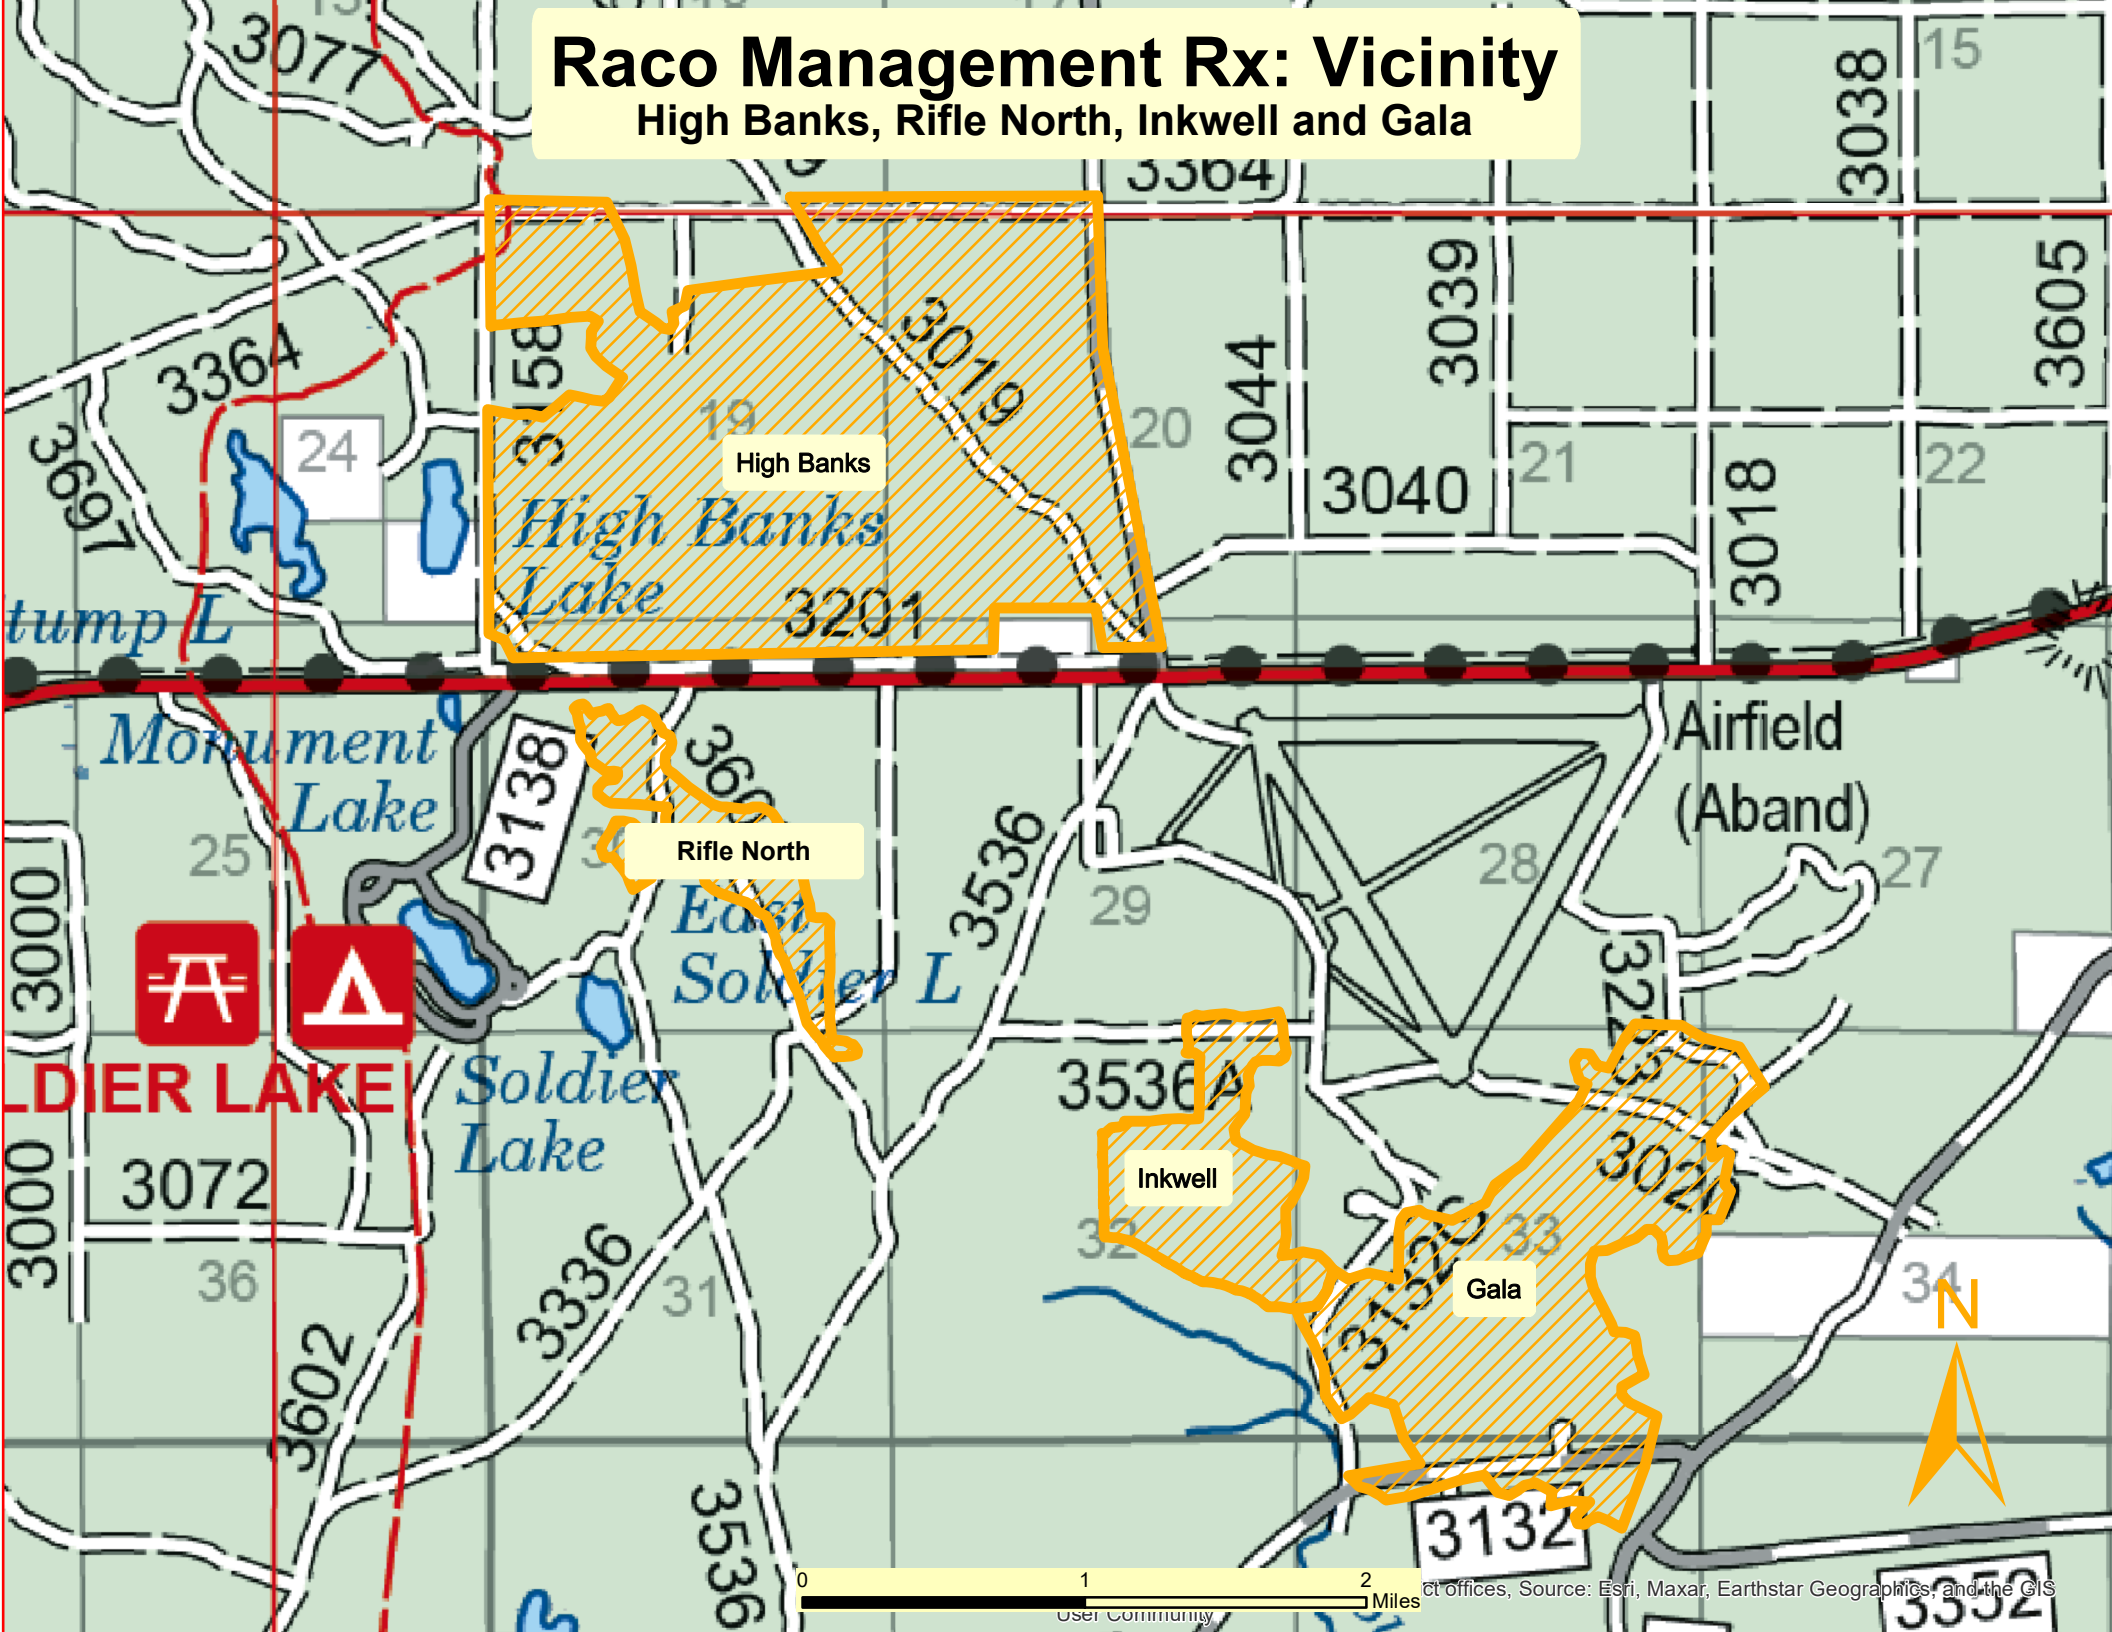 Raco Management Rx: Vicinity
High Banks, Rifle North, Inkwell and Gala
3077
15
3038
3364
3039
3605
3158
3019
3364
3044
19
20
3697
24
High Banks
21
22
3040
3018
High Banks
Lake
3201
tump L
Airfield
(Aband)
Monument
Lake
3138
3536
25
Rifle North
28
27
29
3000
East
Soldier L
3223
LDIER LAKE
Soldier
Lake
3536A
3000
3072
Inkwell
32
33
36
31
3336
Gala
34
N
3602
3536
3132
0 1 2
Miles
ct offices, Source: Esri, Maxar, Earthstar Geographics, and the GIS
User Community
3352